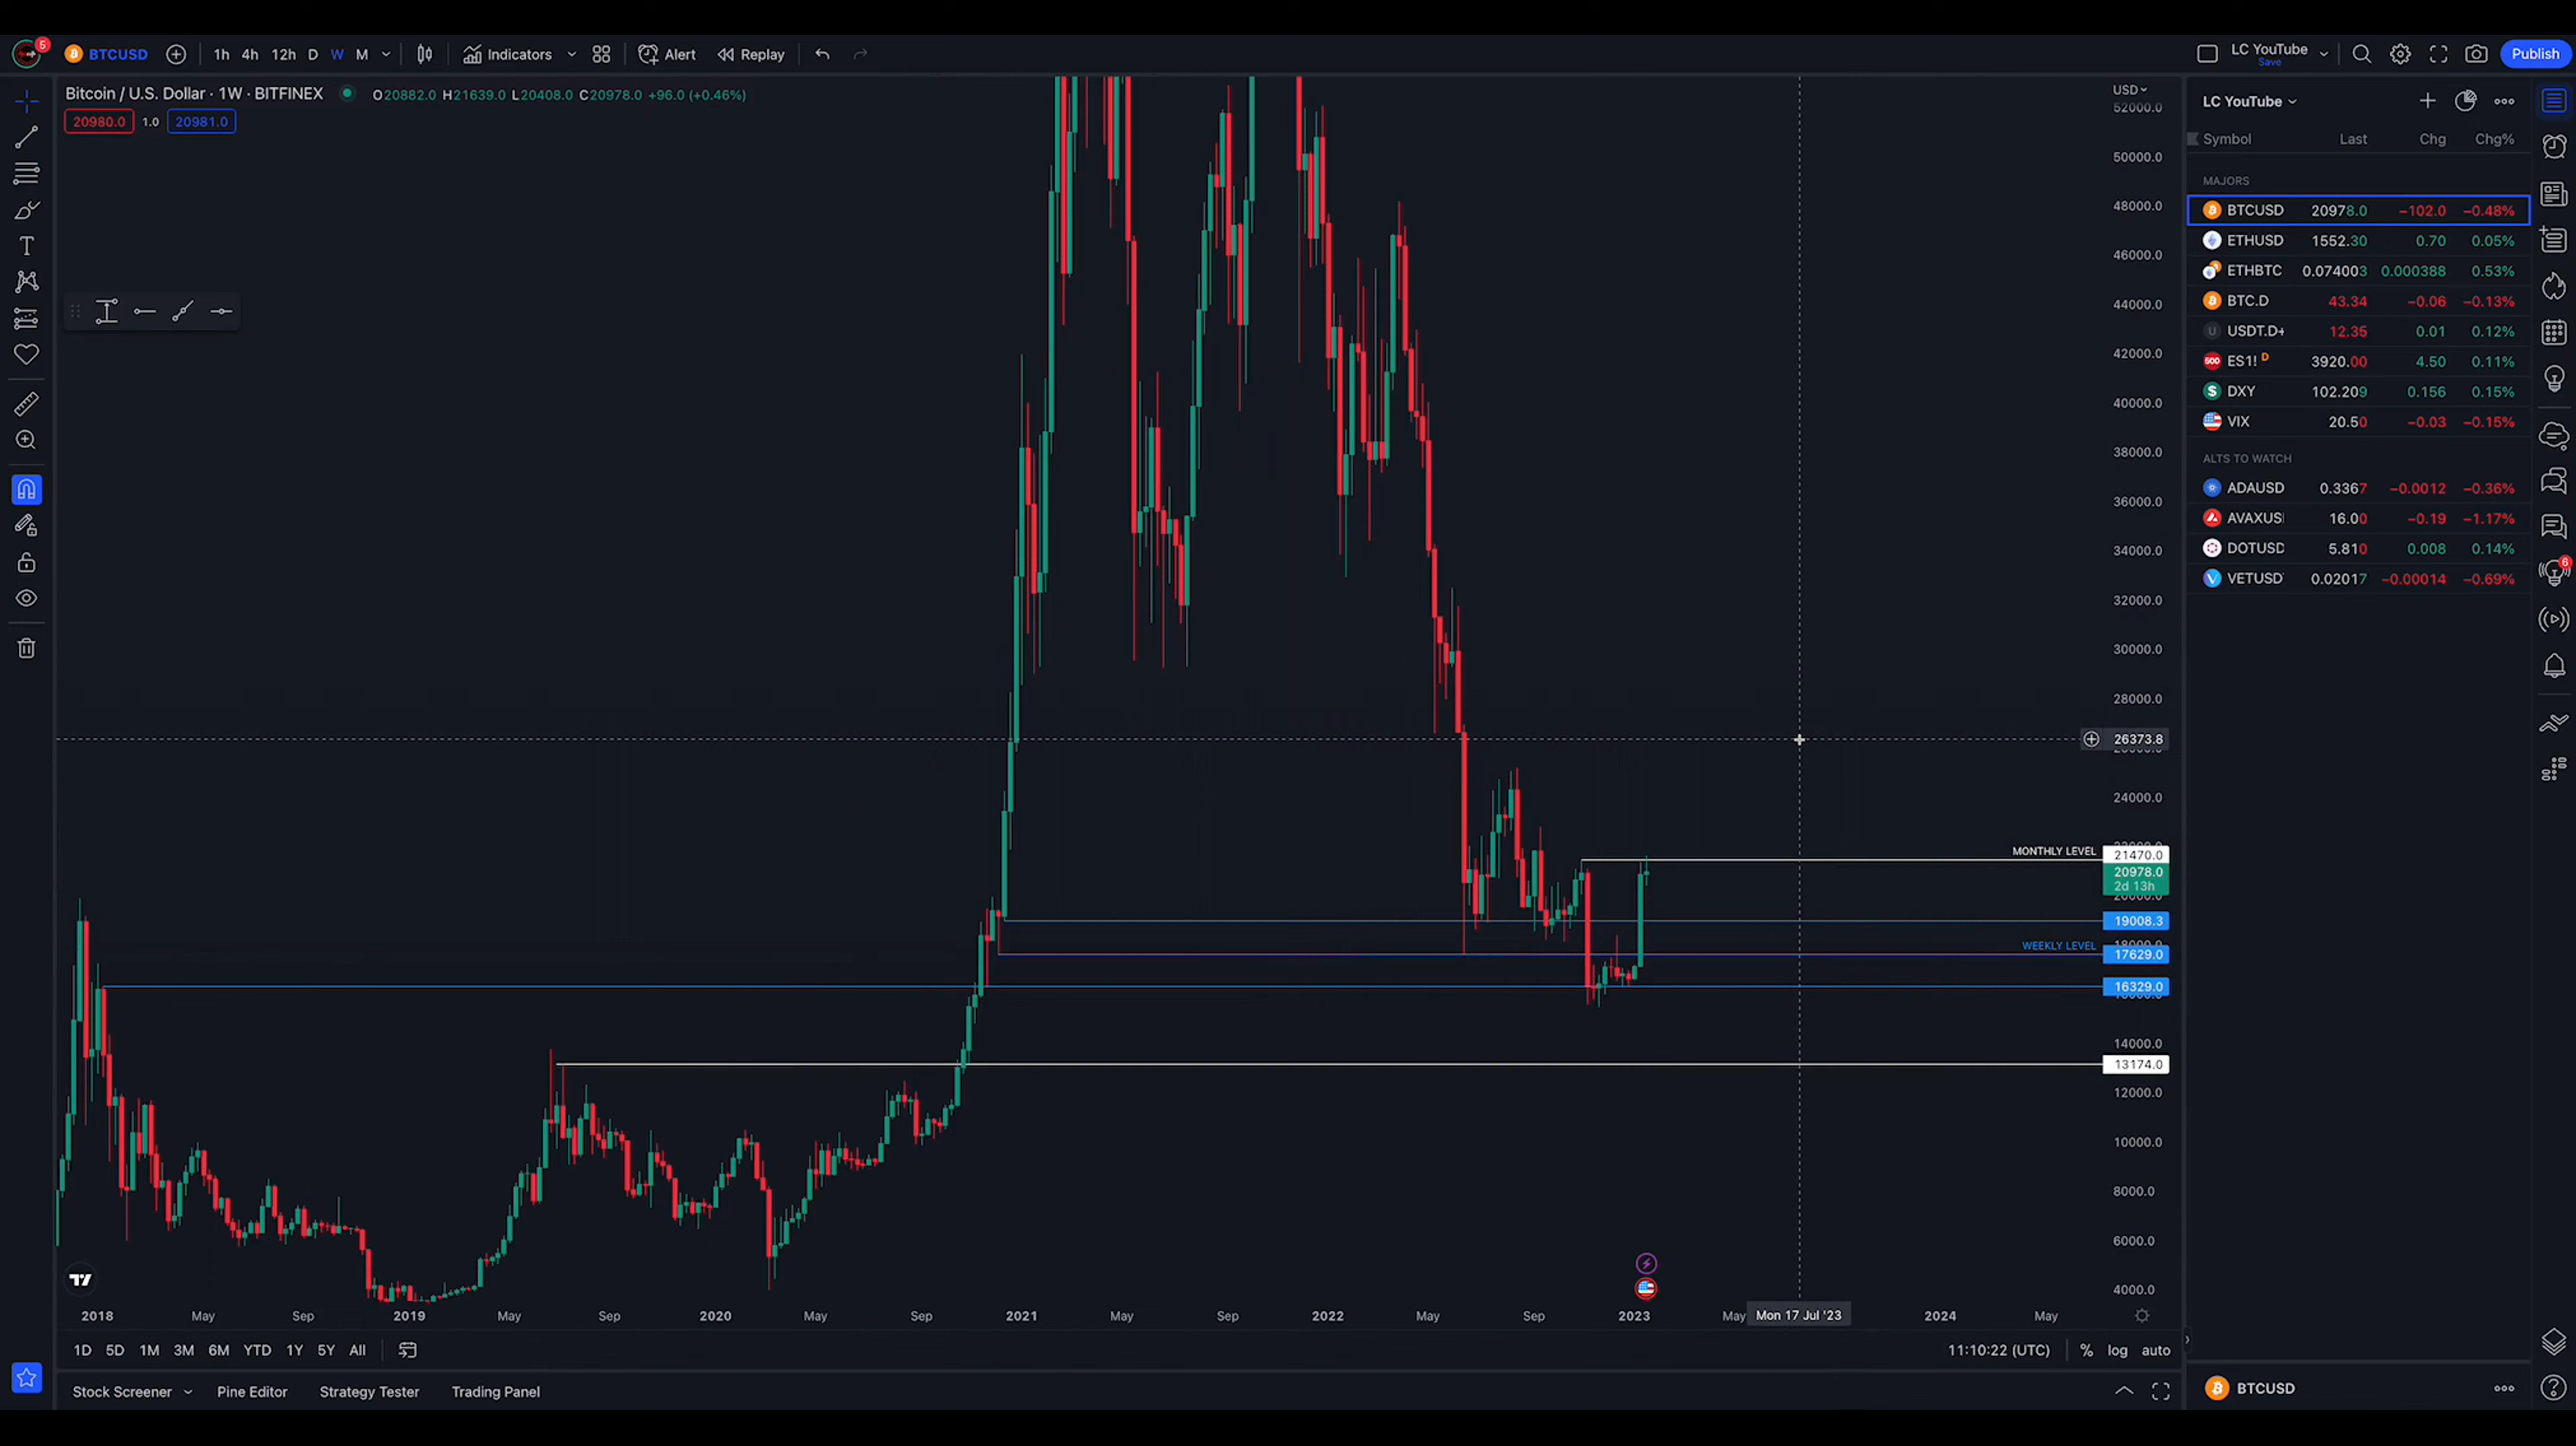 5
BTCUSD
1h 4h 12h D W M
Indicators
Alert
Replay
LC YouTube
Save
Publish
Bitcoin / U.S. Dollar · 1W · BITFINEX
O20882.0 H21639.0 L20408.0 C20978.0 +96.0 (+0.46%)
20980.0 1.0 20981.0
USD
52000.0
50000.0
48000.0
46000.0
44000.0
42000.0
40000.0
38000.0
36000.0
34000.0
32000.0
30000.0
28000.0
26373.8
24000.0
MONTHLY LEVEL
21470.0
20978.0
2d 13h
20000.0
19008.3
WEEKLY LEVEL
17629.0
16329.0
14000.0
13174.0
12000.0
10000.0
8000.0
6000.0
4000.0
2018 May Sep 2019 May Sep 2020 May Sep 2021 May Sep 2022 May Sep 2023 May Mon 17 Jul '23 2024 May
1D 5D 1M 3M 6M YTD 1Y 5Y All
11:10:22 (UTC) % log auto
Stock Screener Pine Editor Strategy Tester Trading Panel
LC YouTube
Symbol Last Chg Chg%
MAJORS
BTCUSD 20978.0 −102.0 −0.48%
ETHUSD 1552.30 0.70 0.05%
ETHBTC 0.074003 0.000388 0.53%
BTC.D 43.34 −0.06 −0.13%
USDT.D+ 12.35 0.01 0.12%
500 ES1! D 3920.00 4.50 0.11%
DXY 102.209 0.156 0.15%
VIX 20.50 −0.03 −0.15%
ALTS TO WATCH
ADAUSD 0.3367 −0.0012 −0.36%
AVAXUS 16.00 −0.19 −1.17%
DOTUSD 5.810 0.008 0.14%
VETUSD 0.02017 −0.00014 −0.69%
6
BTCUSD